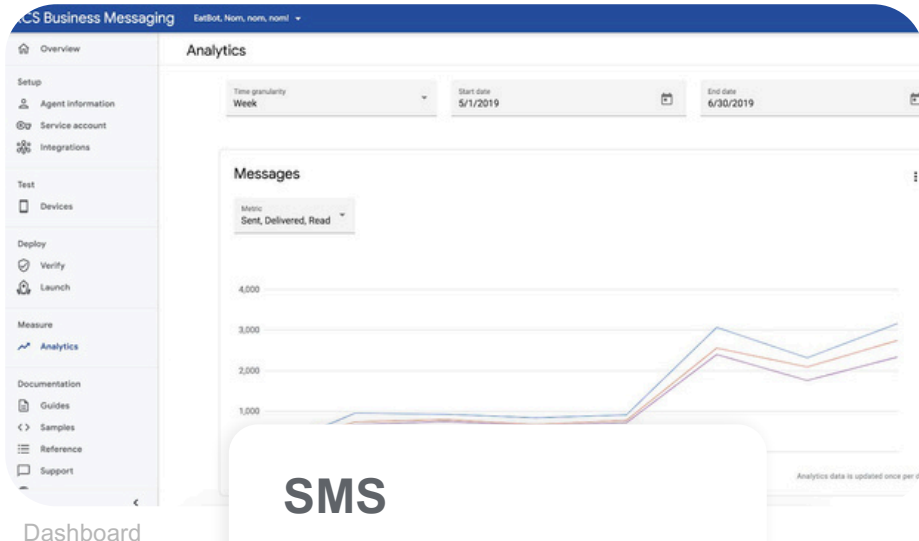 CS Business Messaging EatBot, Nom, nom, nom!
Overview
Analytics
Setup
Agent information
Service account
Integrations
Test
Devices
Deploy
Verify
Launch
Measure
Analytics
Documentation
Guides
Samples
Reference
Support
Time granularity
Week
Start date
5/1/2019
End date
6/30/2019
Messages
Metric
Sent, Delivered, Read
4,000
3,000
2,000
1,000
Analytics data is updated once per d
SMS
Dashboard